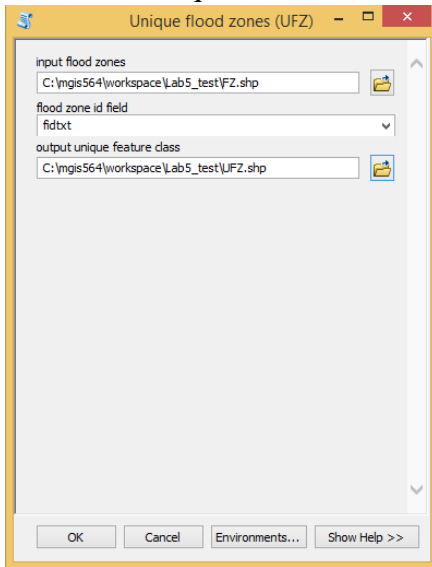 Unique flood zones (UFZ)
input flood zones
C:\mgis564\workspace\Lab5_test\FZ.shp
flood zone id field
fidtxt
output unique feature class
C:\mgis564\workspace\Lab5_test\UFZ.shp
OK Cancel Environments... Show Help >>